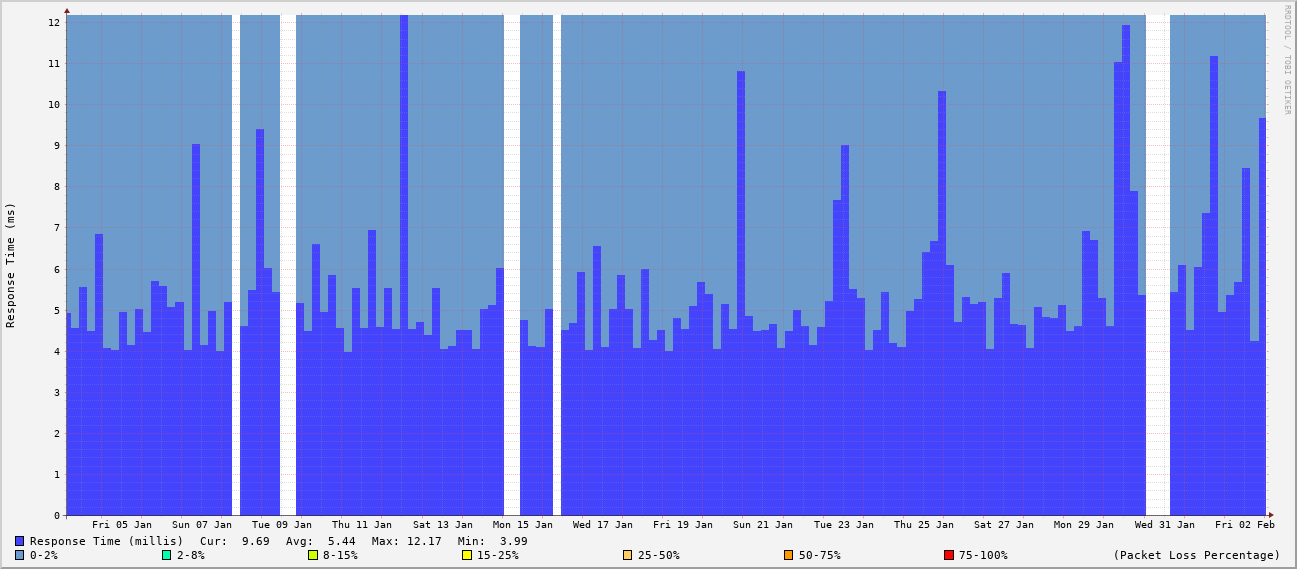 RRDTOOL / TOBI OETIKER
Response Time (ms)
12
11
10
9
8
7
6
5
4
3
2
1
0
Fri 05 Jan Sun 07 Jan Tue 09 Jan Thu 11 Jan Sat 13 Jan Mon 15 Jan Wed 17 Jan Fri 19 Jan Sun 21 Jan Tue 23 Jan Thu 25 Jan Sat 27 Jan Mon 29 Jan Wed 31 Jan Fri 02 Feb
Response Time (millis) Cur: 9.69 Avg: 5.44 Max: 12.17 Min: 3.99
0-2% 2-8% 8-15% 15-25% 25-50% 50-75% 75-100% (Packet Loss Percentage)